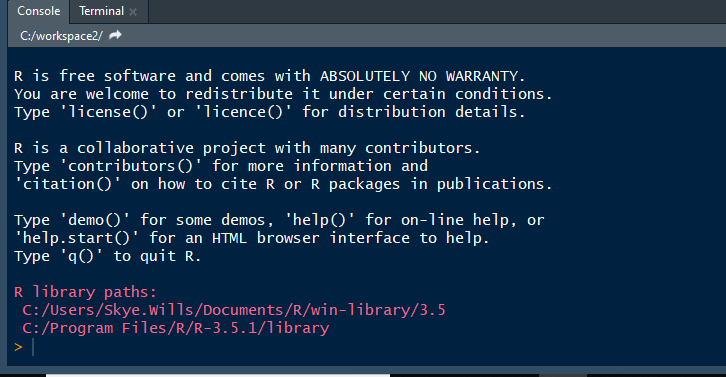 Console Terminal
C:/workspace2/
R is free software and comes with ABSOLUTELY NO WARRANTY.
You are welcome to redistribute it under certain conditions.
Type 'license()' or 'licence()' for distribution details.
R is a collaborative project with many contributors.
Type 'contributors()' for more information and
'citation()' on how to cite R or R packages in publications.
Type 'demo()' for some demos, 'help()' for on-line help, or
'help.start()' for an HTML browser interface to help.
Type 'q()' to quit R.
R library paths:
C:/Users/Skye.Wills/Documents/R/win-library/3.5
C:/Program Files/R/R-3.5.1/library
>